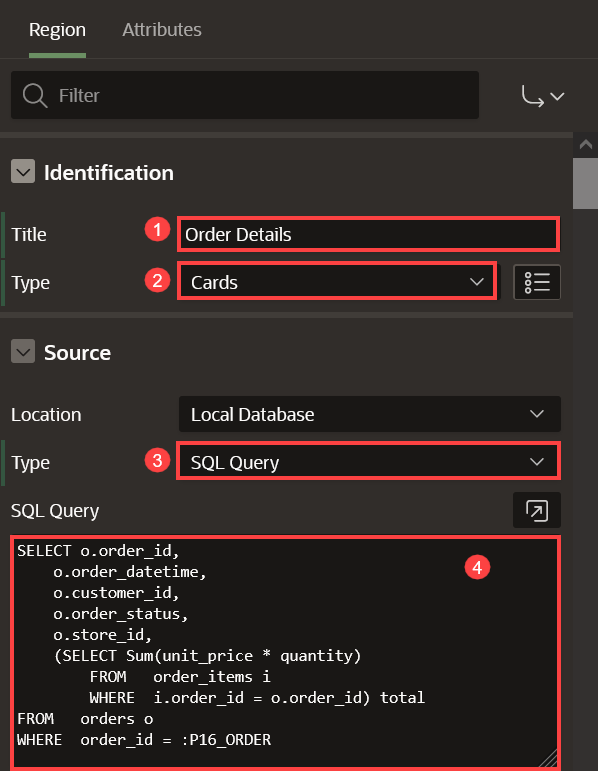 Region Attributes
Filter
Identification
Title 1 Order Details
Type 2 Cards
Source
Location Local Database
Type 3 SQL Query
SQL Query
SELECT o.order_id, 4
    o.order_datetime,
    o.customer_id,
    o.order_status,
    o.store_id,
    (SELECT Sum(unit_price * quantity)
        FROM   order_items i
        WHERE  i.order_id = o.order_id) total
FROM   orders o
WHERE  order_id = :P16_ORDER